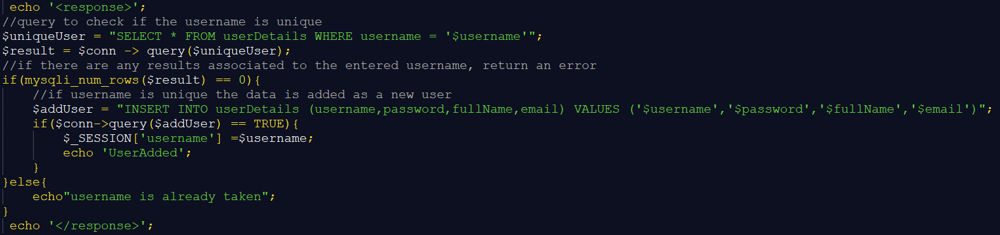 echo '<response>';
//query to check if the username is unique
$uniqueUser = "SELECT * FROM userDetails WHERE username = '$username'";
$result = $conn -> query($uniqueUser);
//if there are any results associated to the entered username, return an error
if(mysqli_num_rows($result) == 0){
    //if username is unique the data is added as a new user
    $addUser = "INSERT INTO userDetails (username,password,fullName,email) VALUES ('$username','$password','$fullName','$email')";
    if($conn->query($addUser) == TRUE){
        $_SESSION['username'] =$username;
        echo 'UserAdded';
    }
}else{
    echo"username is already taken";
}
 echo '</response>';